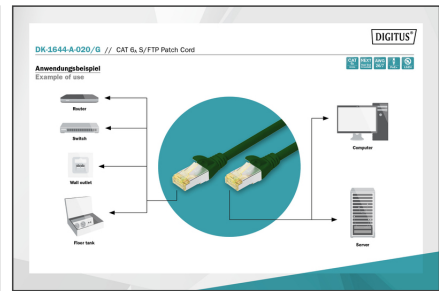 DIGITUS®
DK-1644-A-020/G // CAT 6A S/FTP Patch Cord
Anwendungsbeispiel
Example of use
Router
Switch
Wall outlet
Floor tank
Computer
Server